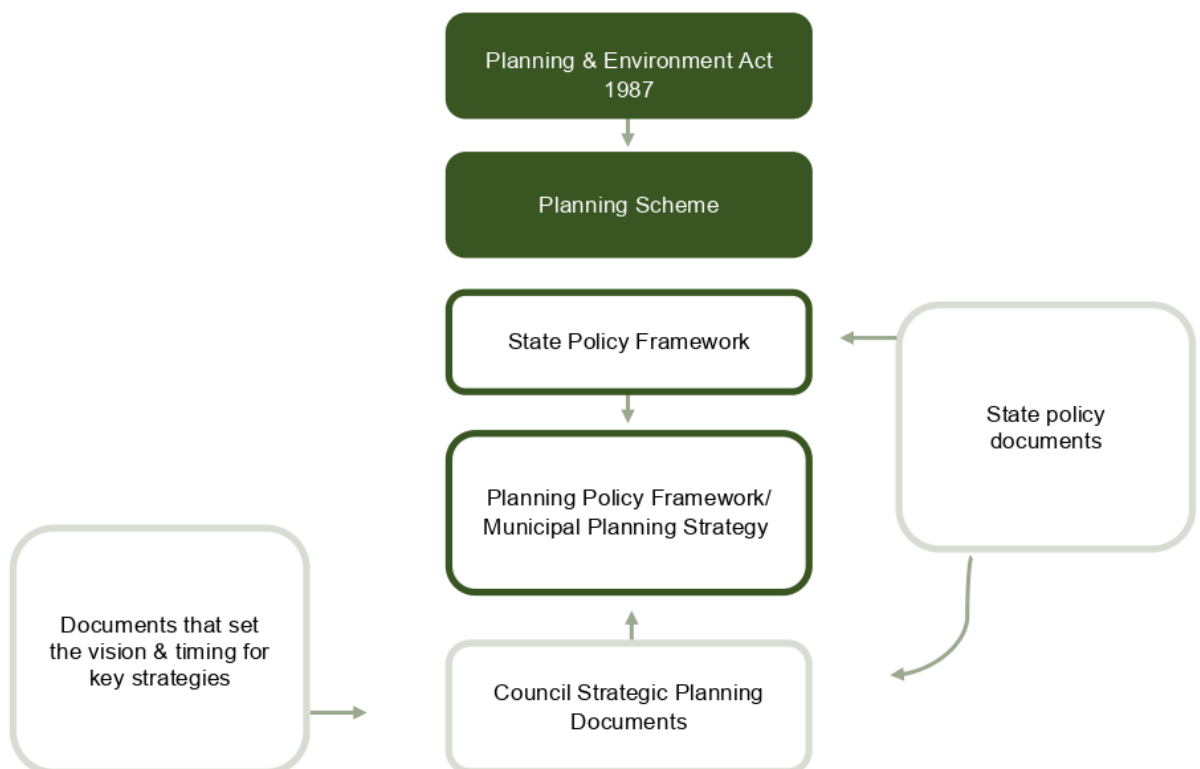 Planning & Environment Act
1987
Planning Scheme
State Policy Framework
State policy
documents
Planning Policy Framework/
Municipal Planning Strategy
Documents that set
the vision & timing for
key strategies
Council Strategic Planning
Documents